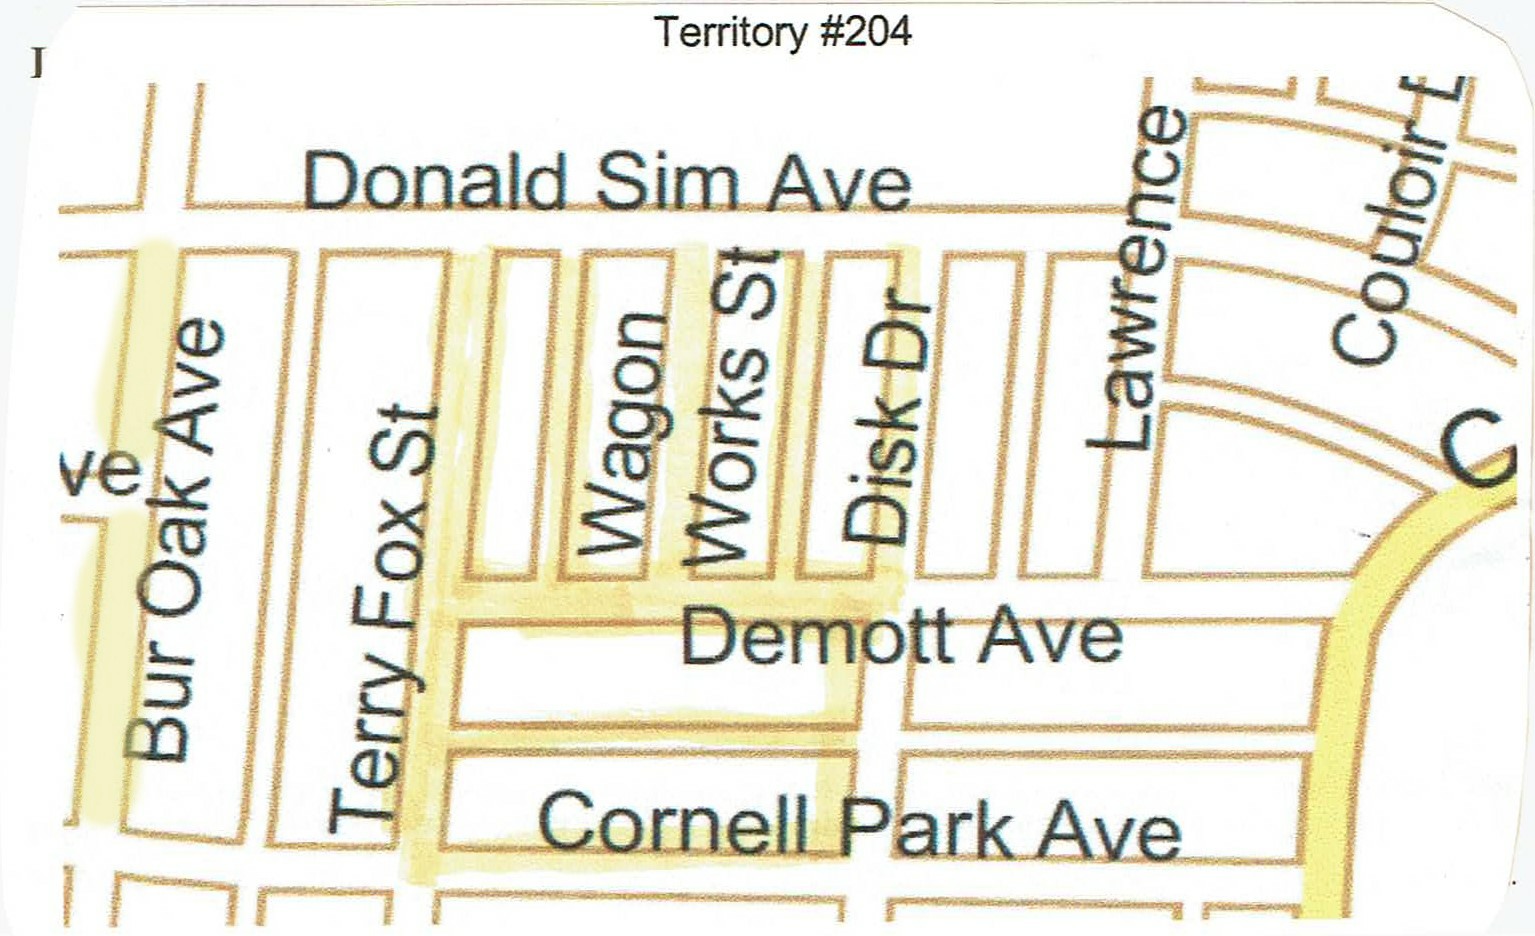 Territory #204
I
Donald Sim Ave
Lawrence
Couloir
Bur Oak Ave
ve
Terry Fox St
Wagon
Works St
Disk Dr
C
Demott Ave
Cornell Park Ave